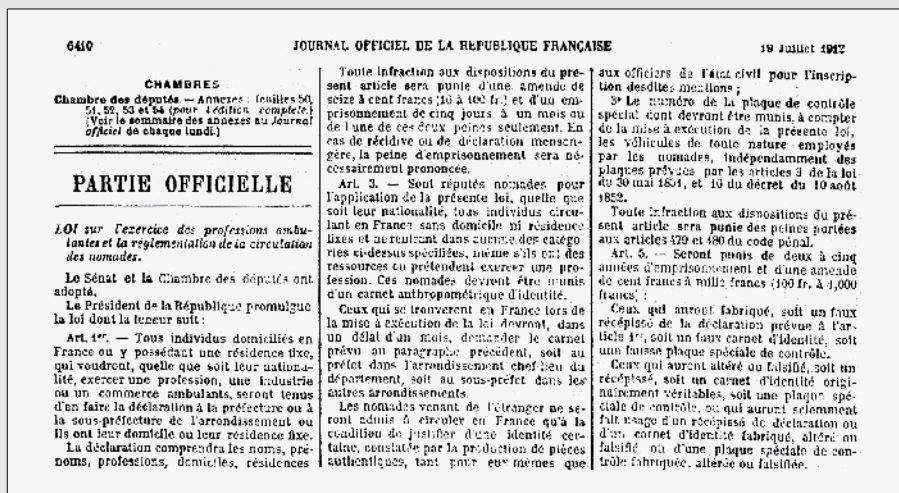 6410
JOURNAL OFFICIEL DE LA REPUBLIQUE FRANÇAISE
19 Juillet 1912
CHAMBRES
Chambre des députés. — Annexes : feuilles 50,
51, 52, 53 et 54 (pour l'édition complète)
(Voir le sommaire des annexes au Journal
officiel de chaque lundi.)
PARTIE OFFICIELLE
LOI sur l'exercice des professions ambu-
lantes et la réglementation de la circulation
des nomades.
Le Sénat et la Chambre des députés ont
adopté,
Le Président de la République promulgue
la loi dont la teneur suit :
Art. 1er. — Tous individus domiciliés en
France ou y possédant une résidence fixe,
qui voudront, quelle que soit leur nationa-
lité, exercer une profession, une industrie
ou un commerce ambulants, seront tenus
d'en faire la déclaration à la préfecture ou à
la sous-préfecture de l'arrondissement où
ils ont leur domicile ou leur résidence fixe.
La déclaration comprendra les noms, pré-
noms, professions, domiciles, résidences
Toute infraction aux dispositions du pré-
sent article sera punie d'une amende de
seize à cent francs (16 à 100 fr.) et d'un em-
prisonnement de cinq jours à un mois ou
de l'une de ces deux peines seulement. En
cas de récidive ou de déclaration menson-
gère, la peine d'emprisonnement sera né-
cessairement prononcée.
Art. 3. — Sont réputés nomades pour
l'application de la présente loi, quelle que
soit leur nationalité, tous individus circu-
lant en France sans domicile ni résidence
fixes et ne rentrant dans aucune des catégo-
ries ci-dessus spécifiées, même s'ils ont des
ressources ou prétendent exercer une pro-
fession. Ces nomades devront être munis
d'un carnet anthropométrique d'identité.
Ceux qui se trouveront en France lors de
la mise à exécution de la loi devront, dans
un délai d'un mois, demander le carnet
prévu au paragraphe précédent, soit au
préfet dans l'arrondissement chef-lieu du
département, soit au sous-préfet dans les
autres arrondissements.
Les nomades venant de l'étranger ne se-
ront admis à circuler en France qu'à la
condition de justifier d'une identité cer-
taine, constatée par la production de pièces
authentiques, tant pour eux-mêmes que
aux officiers de l'état civil pour l'inscrip-
tion desdites mentions ;
3° Le numéro de la plaque de contrôle
spécial dont devront être munis, à compter
de la mise à exécution de la présente loi,
les véhicules de toute nature employés
par les nomades, indépendamment des
plaques prévues par les articles 3 de la loi
du 30 mai 1851, et 16 du décret du 10 août
1852.
Toute infraction aux dispositions du pré-
sent article sera punie des peines portées
aux articles 479 et 480 du code pénal.
Art. 5. — Seront punis de deux à cinq
années d'emprisonnement et d'une amende
de cent francs à mille francs (100 fr. à 1,000
francs) :
Ceux qui auront fabriqué, soit un faux
récépissé de la déclaration prévue à l'ar-
ticle 1er, soit un faux carnet d'identité, soit
une fausse plaque spéciale de contrôle.
Ceux qui auront altéré ou falsifié, soit un
récépissé, soit un carnet d'identité origi-
nairement véritables, soit une plaque spé-
ciale de contrôle, ou qui auront sciemment
fait usage d'un récépissé de déclaration ou
d'un carnet d'identité fabriqué, altéré ou
falsifié ou d'une plaque spéciale de con-
trôle fabriquée, altérée ou falsifiée.